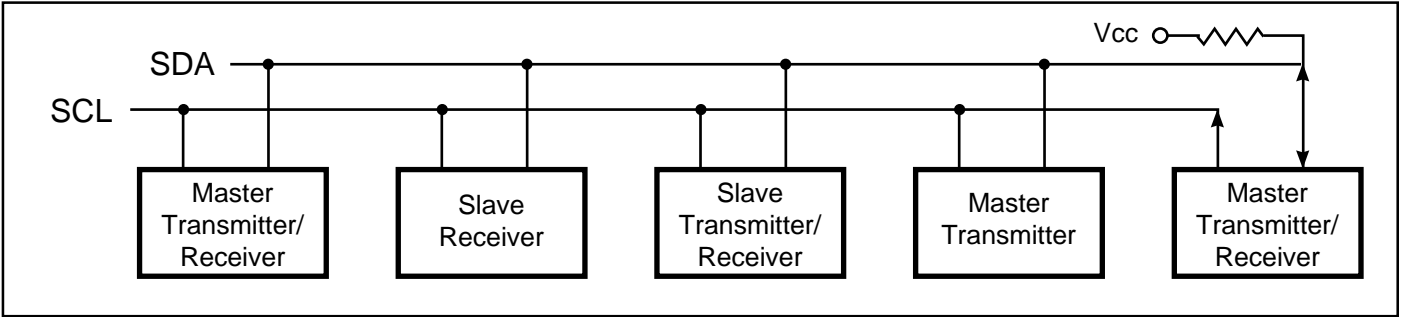 Vcc
SDA
SCL
Master
Transmitter/
Receiver
Slave
Receiver
Slave
Transmitter/
Receiver
Master
Transmitter
Master
Transmitter/
Receiver